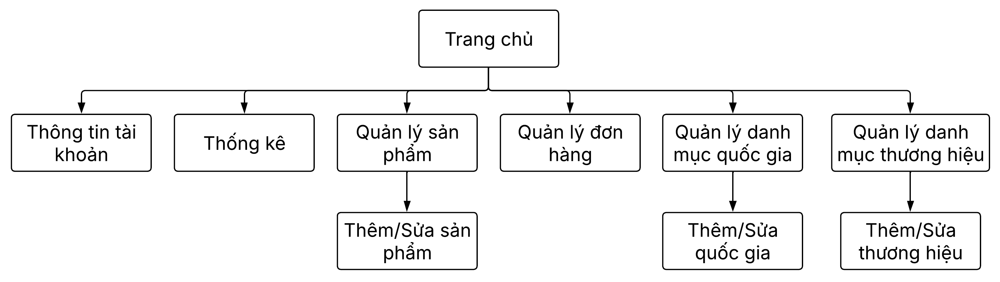 Trang chủ
Thông tin tài
khoản
Thống kê
Quản lý sản
phẩm
Quản lý đơn
hàng
Quản lý danh
mục quốc gia
Quản lý danh
mục thương hiệu
Thêm/Sửa sản
phẩm
Thêm/Sửa
quốc gia
Thêm/Sửa
thương hiệu